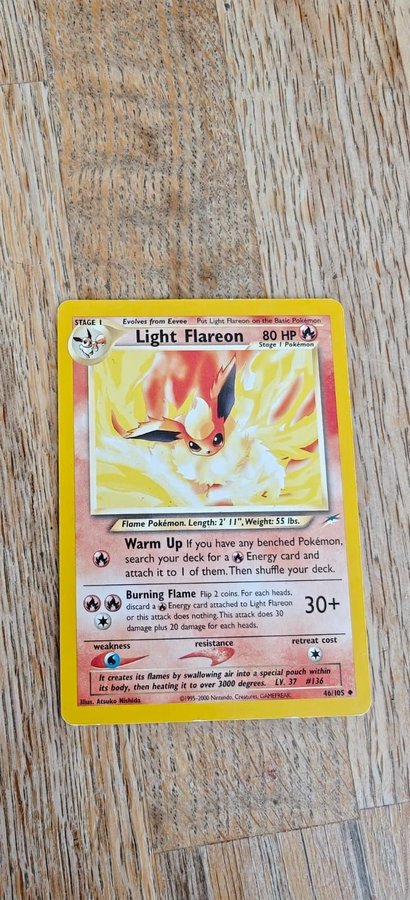 STAGE 1 Evolves from Eevee Put Light Flareon on the Basic Pokémon
Light Flareon 80 HP
Stage 1 Pokémon
Flame Pokémon. Length: 2' 11", Weight: 55 lbs.
Warm Up If you have any benched Pokémon,
search your deck for a Energy card and
attach it to 1 of them. Then shuffle your deck.
Burning Flame Flip 2 coins. For each heads,
discard a Energy card attached to Light Flareon
or this attack does nothing. This attack does 30
damage plus 20 damage for each heads.
30+
weakness resistance retreat cost
It creates its flames by swallowing air into a special pouch within
its body, then heating it to over 3000 degrees. LV. 37 #136
Illus. Atsuko Nishida ©1995-2000 Nintendo, Creatures, GAMEFREAK. 46/105